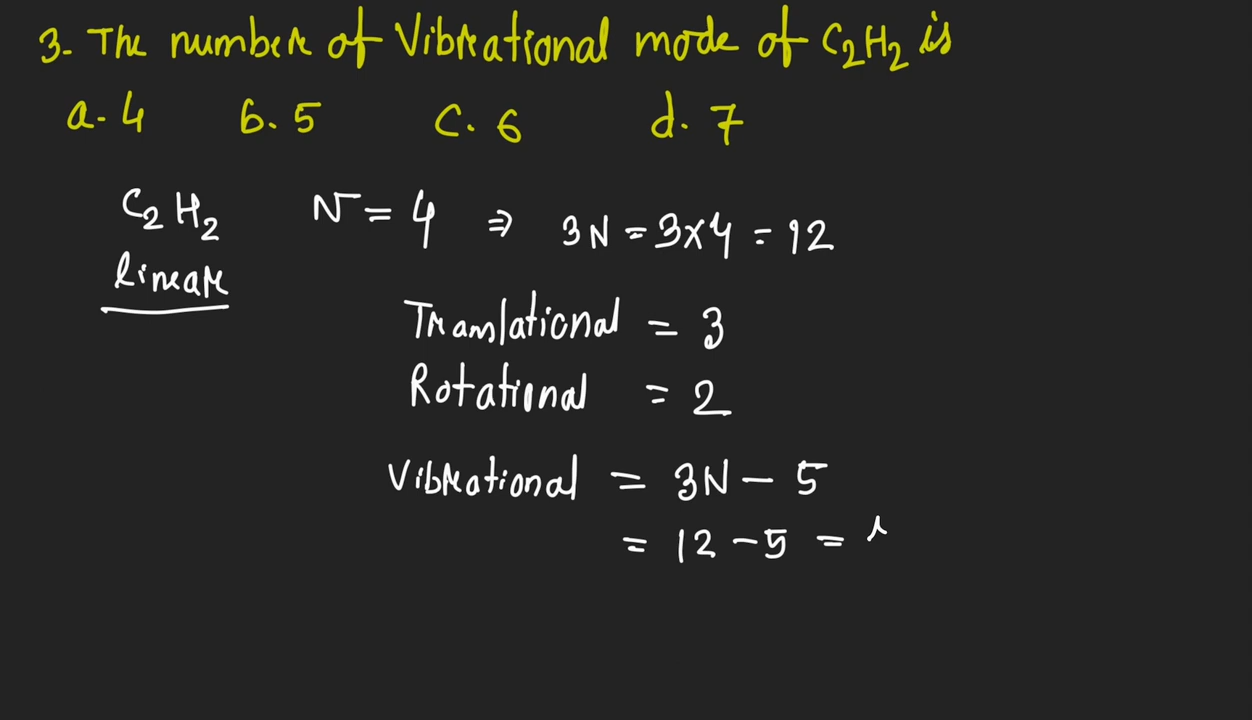 3. The number of Vibrational mode of C₂H₂ is
a. 4 b. 5 c. 6 d. 7
C₂H₂ N = 4 ⇒ 3N = 3×4 = 12
linear
Translational = 3
Rotational = 2
Vibrational = 3N – 5
= 12 – 5 =